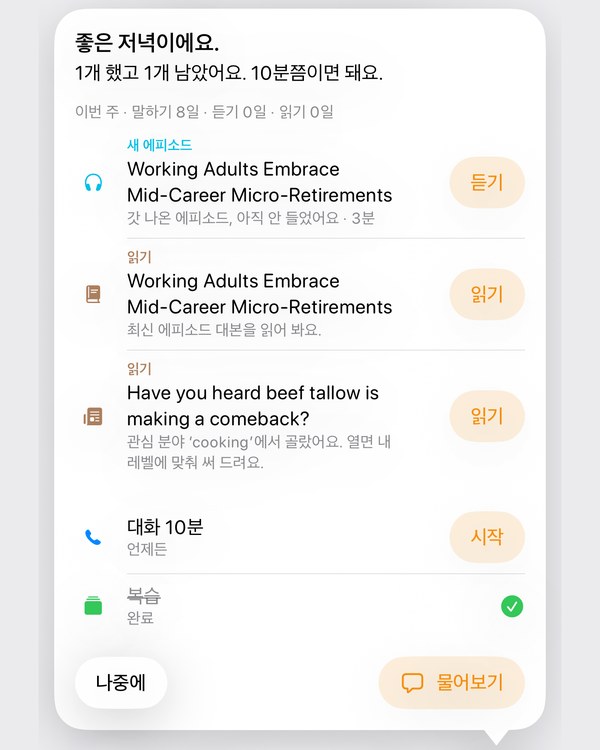 좋은 저녁이에요.
1개 했고 1개 남았어요. 10분쯤이면 돼요.
이번 주 · 말하기 8일 · 듣기 0일 · 읽기 0일
새 에피소드
Working Adults Embrace
Mid-Career Micro-Retirements
갓 나온 에피소드, 아직 안 들었어요 · 3분
듣기
읽기
Working Adults Embrace
Mid-Career Micro-Retirements
최신 에피소드 대본을 읽어 봐요.
읽기
읽기
Have you heard beef tallow is
making a comeback?
관심 분야 ‘cooking’에서 골랐어요. 열면 내
레벨에 맞춰 써 드려요.
읽기
대화 10분
언제든
시작
복습
완료
나중에
물어보기